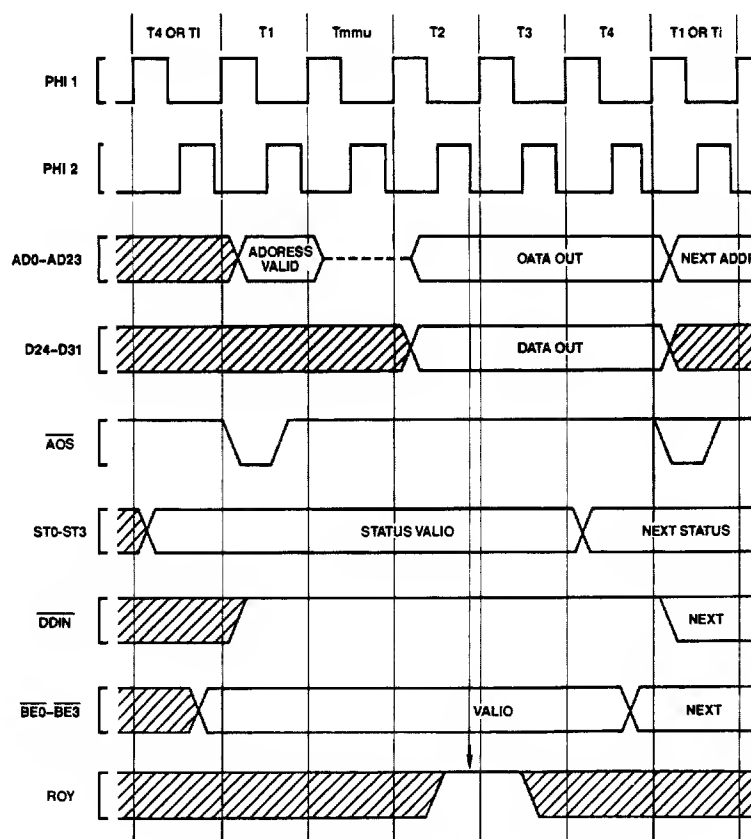 T4 OR TI T1 Tmmu T2 T3 T4 T1 OR Ti
PHI 1
PHI 2
AD0–AD23 ADDRESS VALID OATA OUT NEXT ADDR
D24–D31 DATA OUT
AOS
ST0-ST3 STATUS VALIO NEXT STATUS
DDIN NEXT
BE0–BE3 VALIO NEXT
ROY